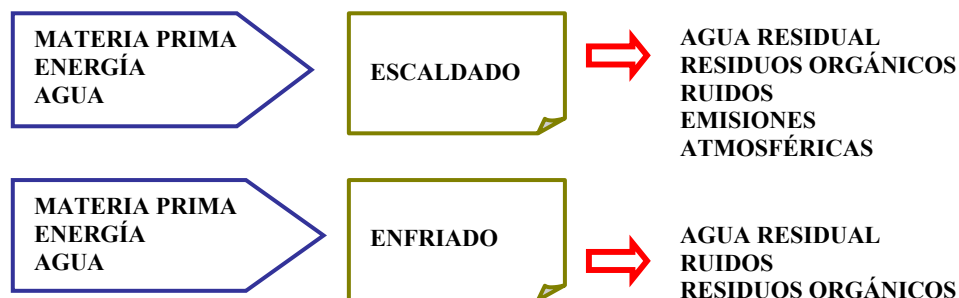 MATERIA PRIMA
ENERGÍA
AGUA
ESCALDADO
AGUA RESIDUAL
RESIDUOS ORGÁNICOS
RUIDOS
EMISIONES
ATMOSFÉRICAS
MATERIA PRIMA
ENERGÍA
AGUA
ENFRIADO
AGUA RESIDUAL
RUIDOS
RESIDUOS ORGÁNICOS